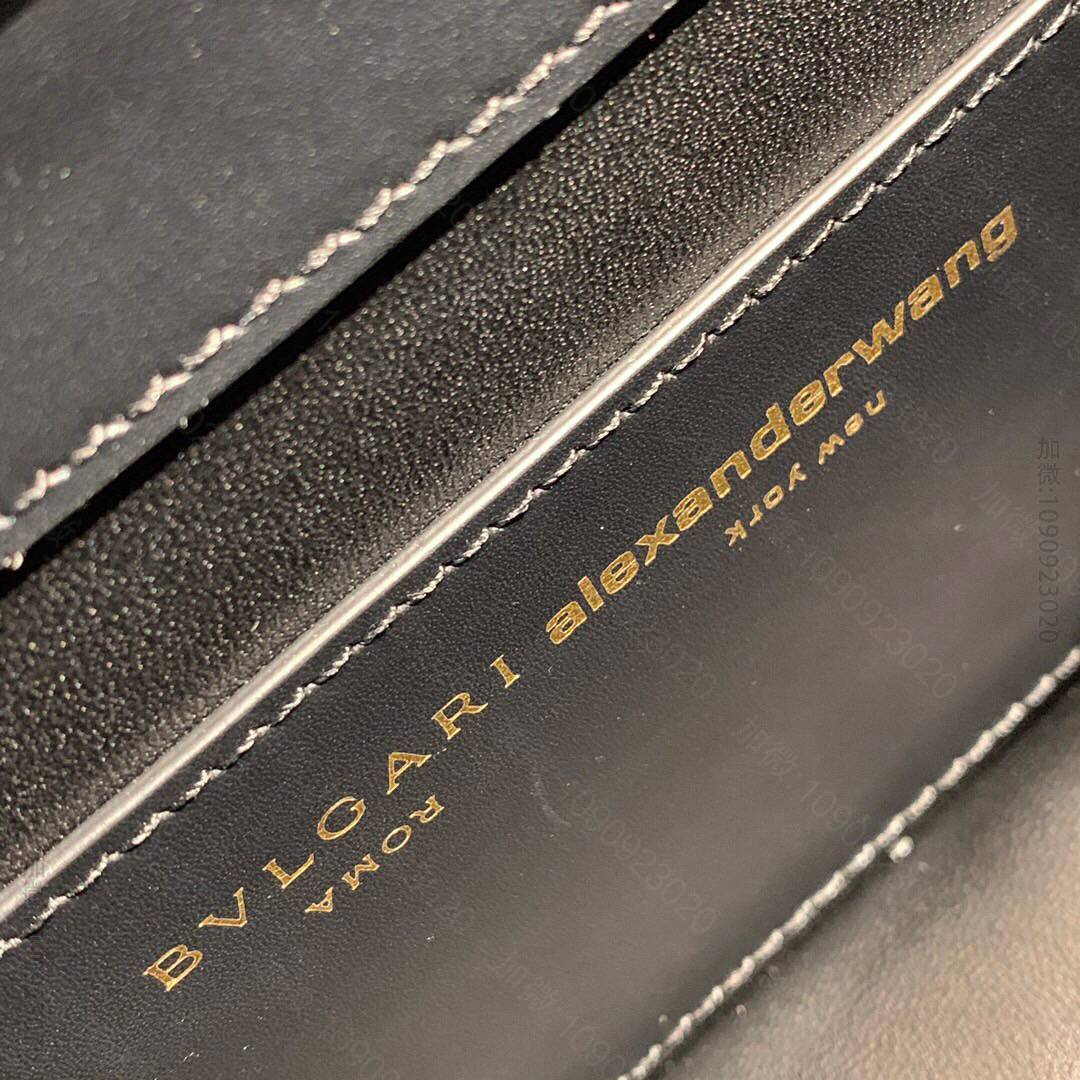 BVLGARI
ROMA
alexanderwang
new york
加微:1090923020